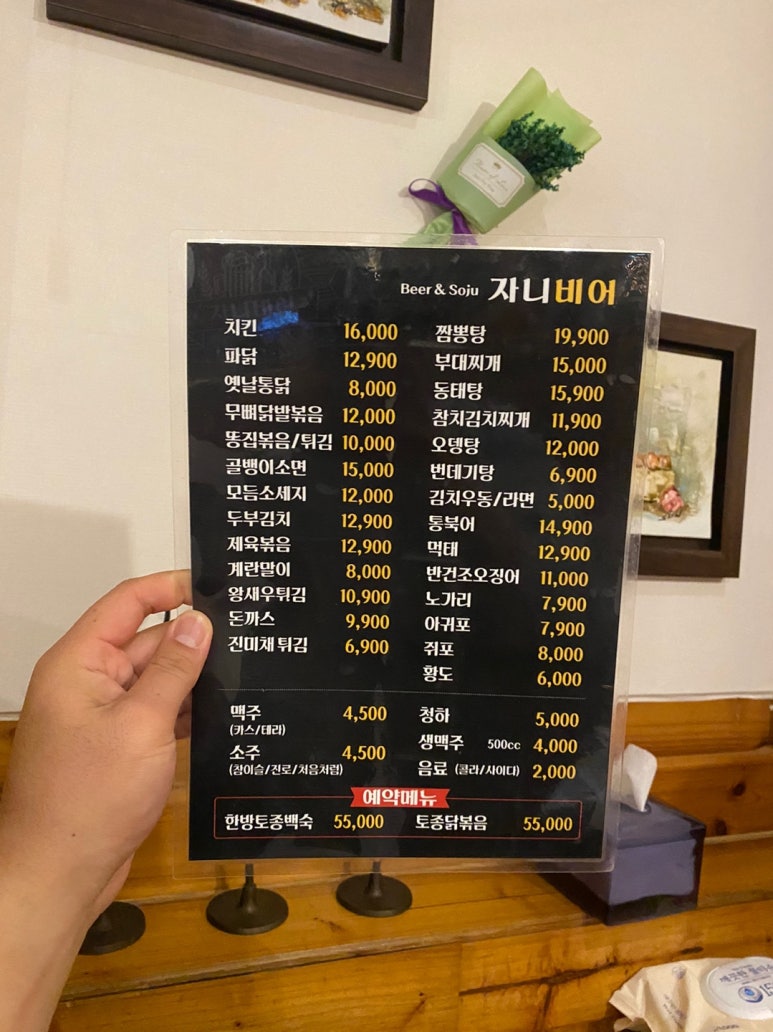 Beer & Soju 자니비어
치킨 16,000
파닭 12,900
옛날통닭 8,000
무뼈닭발볶음 12,000
똥집볶음/튀김 10,000
골뱅이소면 15,000
모듬소세지 12,000
두부김치 12,900
제육볶음 12,900
계란말이 8,000
왕새우튀김 10,900
돈까스 9,900
진미채 튀김 6,900
짬뽕탕 19,900
부대찌개 15,000
동태탕 15,900
참치김치찌개 11,900
오뎅탕 12,000
번데기탕 6,900
김치우동/라면 5,000
통북어 14,900
먹태 12,900
반건조오징어 11,000
노가리 7,900
아귀포 7,900
쥐포 8,000
황도 6,000
맥주 4,500
(카스/테라)
소주 4,500
(참이슬/진로/처음처럼)
청하 5,000
생맥주 500cc 4,000
음료 (콜라/사이다) 2,000
예약메뉴
한방토종백숙 55,000 토종닭볶음 55,000